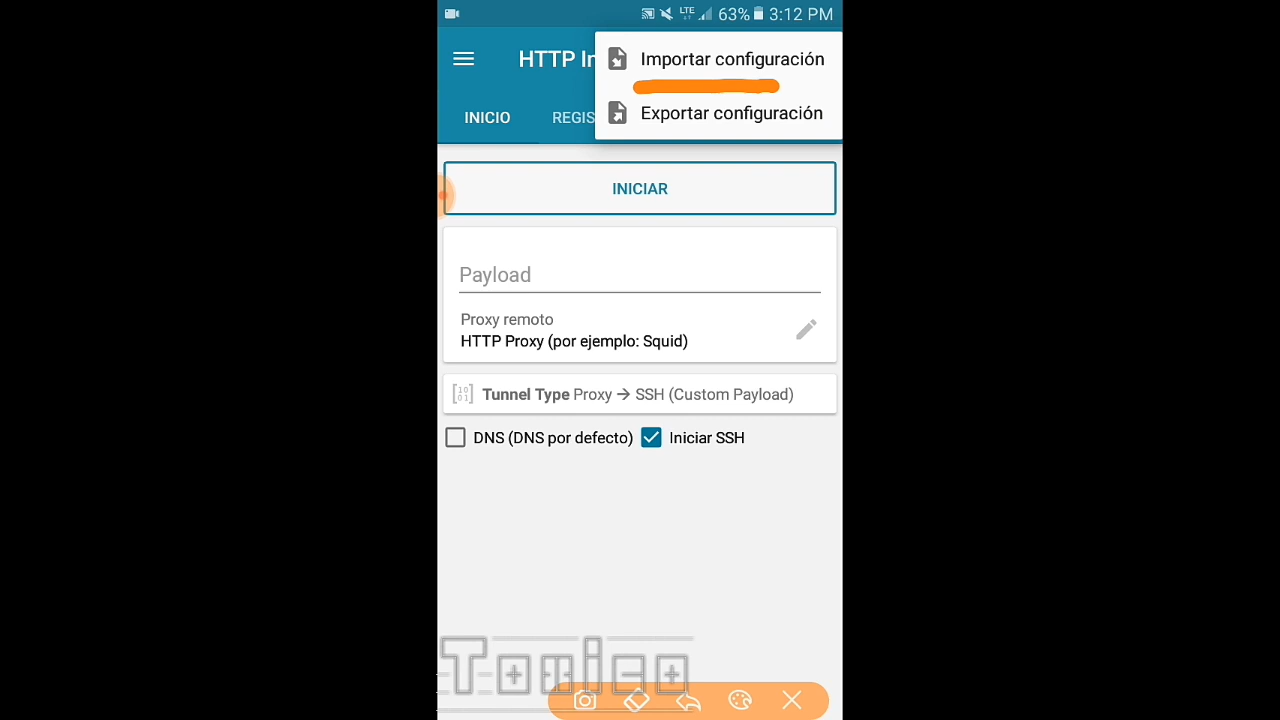 LTE 63% 3:12 PM
HTTP In
Importar configuración
Exportar configuración
INICIO REGIS
INICIAR
Payload
Proxy remoto
HTTP Proxy (por ejemplo: Squid)
Tunnel Type Proxy → SSH (Custom Payload)
DNS (DNS por defecto) Iniciar SSH